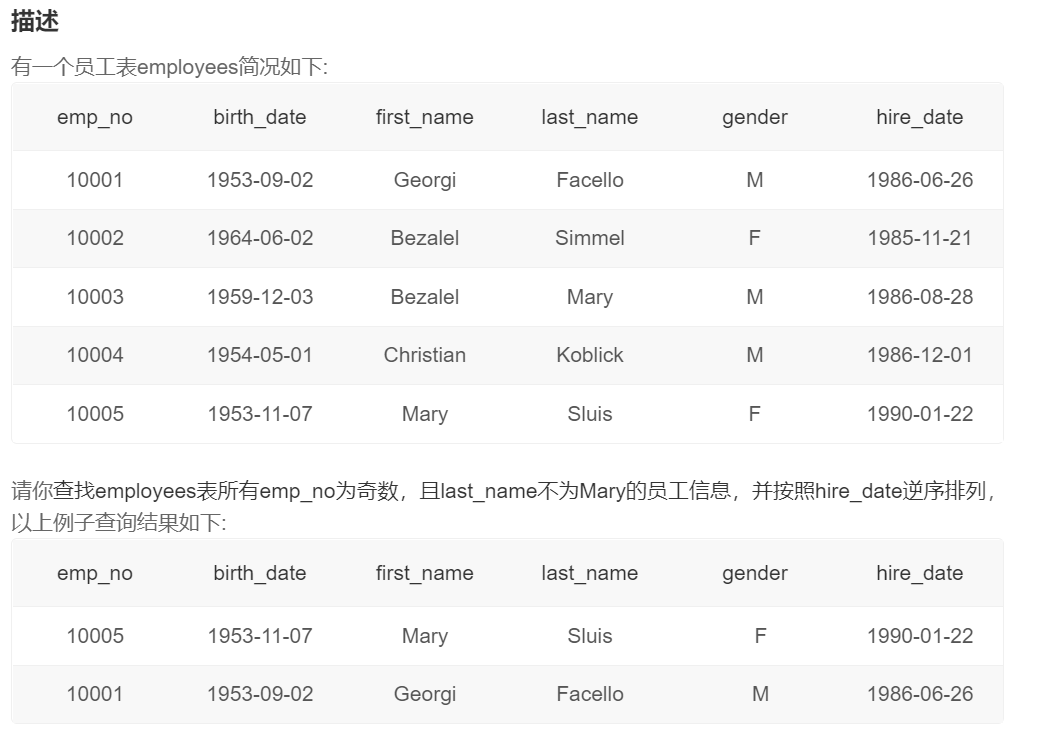 描述
有一个员工表employees简况如下:
emp_no birth_date first_name last_name gender hire_date
10001 1953-09-02 Georgi Facello M 1986-06-26
10002 1964-06-02 Bezalel Simmel F 1985-11-21
10003 1959-12-03 Bezalel Mary M 1986-08-28
10004 1954-05-01 Christian Koblick M 1986-12-01
10005 1953-11-07 Mary Sluis F 1990-01-22
请你查找employees表所有emp_no为奇数，且last_name不为Mary的员工信息，并按照hire_date逆序排列，
以上例子查询结果如下:
emp_no birth_date first_name last_name gender hire_date
10005 1953-11-07 Mary Sluis F 1990-01-22
10001 1953-09-02 Georgi Facello M 1986-06-26